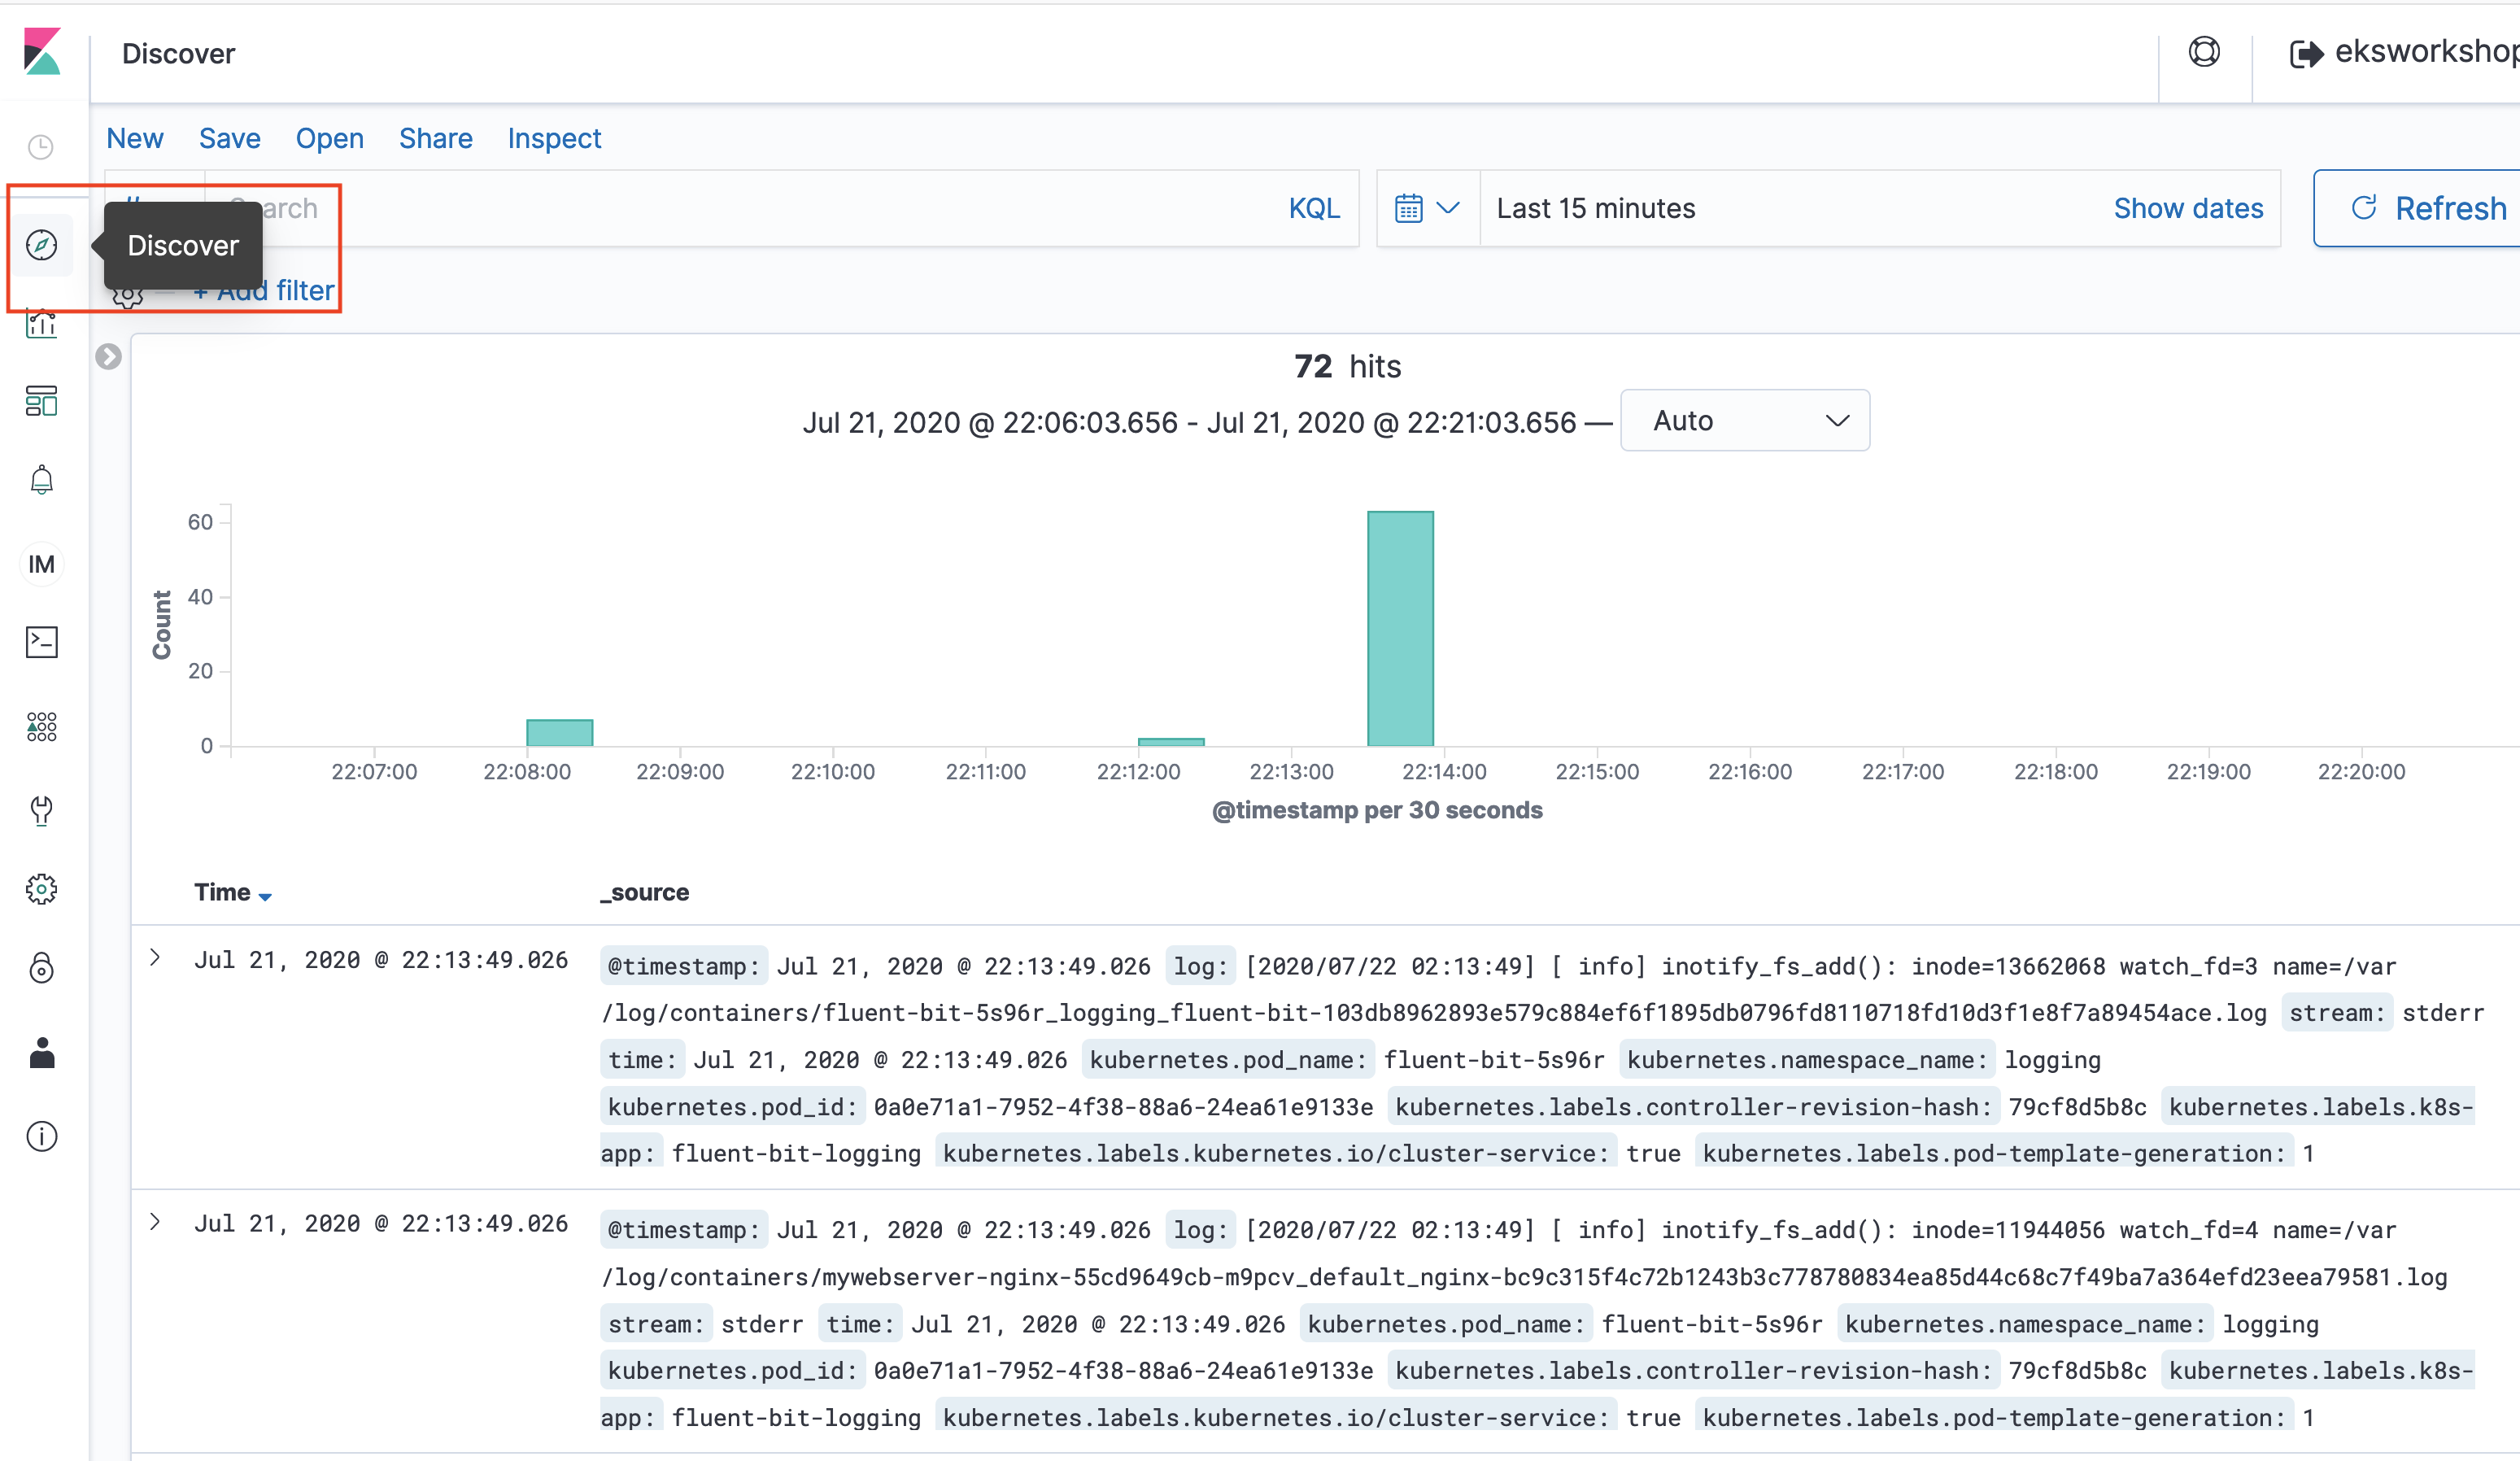 Discover
eksworkshop
New Save Open Share Inspect
Search KQL Last 15 minutes Show dates Refresh
Discover
+ Add filter
72 hits
Jul 21, 2020 @ 22:06:03.656 - Jul 21, 2020 @ 22:21:03.656 — Auto
IM
Count
60
40
20
0
22:07:00 22:08:00 22:09:00 22:10:00 22:11:00 22:12:00 22:13:00 22:14:00 22:15:00 22:16:00 22:17:00 22:18:00 22:19:00 22:20:00
@timestamp per 30 seconds
Time _source
Jul 21, 2020 @ 22:13:49.026 @timestamp: Jul 21, 2020 @ 22:13:49.026 log: [2020/07/22 02:13:49] [ info] inotify_fs_add(): inode=13662068 watch_fd=3 name=/var
/log/containers/fluent-bit-5s96r_logging_fluent-bit-103db8962893e579c884ef6f1895db0796fd8110718fd10d3f1e8f7a89454ace.log stream: stderr
time: Jul 21, 2020 @ 22:13:49.026 kubernetes.pod_name: fluent-bit-5s96r kubernetes.namespace_name: logging
kubernetes.pod_id: 0a0e71a1-7952-4f38-88a6-24ea61e9133e kubernetes.labels.controller-revision-hash: 79cf8d5b8c kubernetes.labels.k8s-
app: fluent-bit-logging kubernetes.labels.kubernetes.io/cluster-service: true kubernetes.labels.pod-template-generation: 1
Jul 21, 2020 @ 22:13:49.026 @timestamp: Jul 21, 2020 @ 22:13:49.026 log: [2020/07/22 02:13:49] [ info] inotify_fs_add(): inode=11944056 watch_fd=4 name=/var
/log/containers/mywebserver-nginx-55cd9649cb-m9pcv_default_nginx-bc9c315f4c72b1243b3c778780834ea85d44c68c7f49ba7a364efd23eea79581.log
stream: stderr time: Jul 21, 2020 @ 22:13:49.026 kubernetes.pod_name: fluent-bit-5s96r kubernetes.namespace_name: logging
kubernetes.pod_id: 0a0e71a1-7952-4f38-88a6-24ea61e9133e kubernetes.labels.controller-revision-hash: 79cf8d5b8c kubernetes.labels.k8s-
app: fluent-bit-logging kubernetes.labels.kubernetes.io/cluster-service: true kubernetes.labels.pod-template-generation: 1